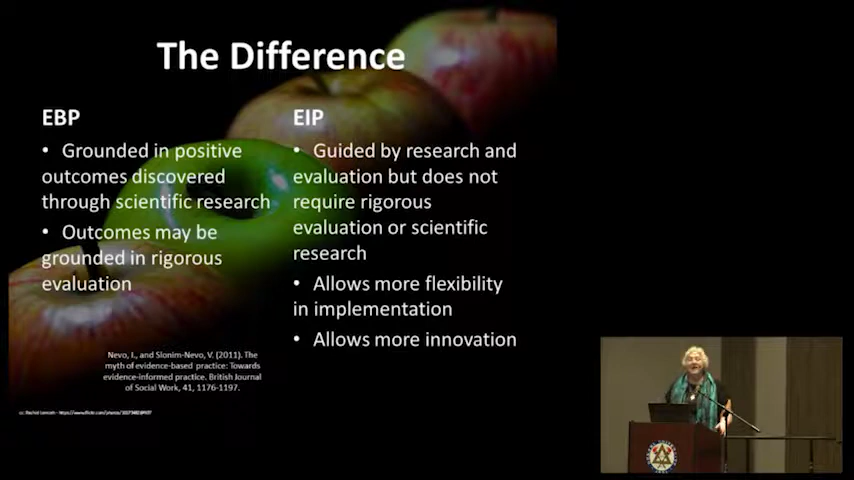 The Difference
EBP
• Grounded in positive
outcomes discovered
through scientific research
• Outcomes may be
grounded in rigorous
evaluation
EIP
• Guided by research and
evaluation but does not
require rigorous
evaluation or scientific
research
• Allows more flexibility
in implementation
• Allows more innovation
Nevo, I., and Slonim-Nevo, V. (2011). The
myth of evidence-based practice: Towards
evidence-informed practice. British Journal
of Social Work, 41, 1176-1197.